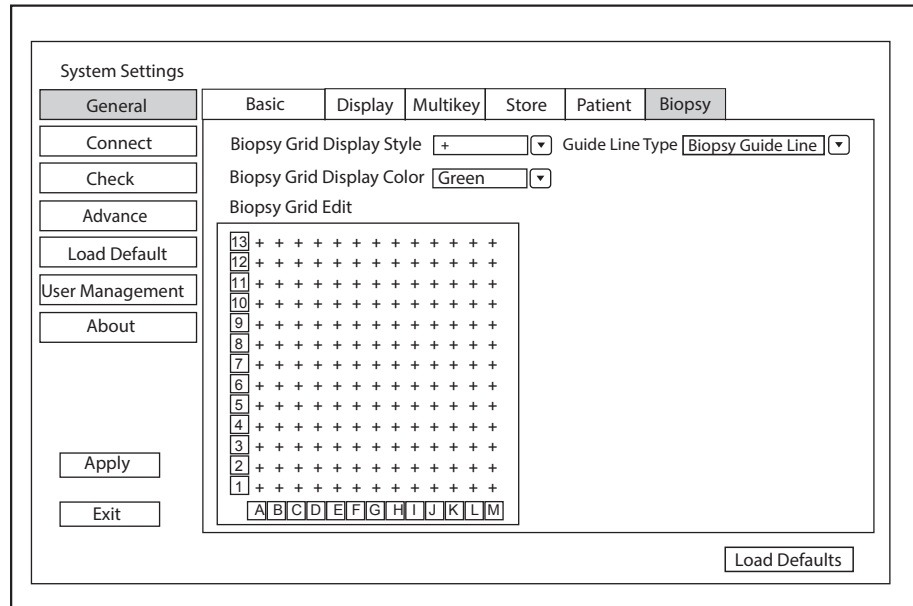 System Settings
General
Connect
Check
Advance
Load Default
User Management
About
Apply
Exit
Basic Display Multikey Store Patient Biopsy
Biopsy Grid Display Style + Guide Line Type Biopsy Guide Line
Biopsy Grid Display Color Green
Biopsy Grid Edit
13 + + + + + + + + + + + + +
12 + + + + + + + + + + + + +
11 + + + + + + + + + + + + +
10 + + + + + + + + + + + + +
9 + + + + + + + + + + + + +
8 + + + + + + + + + + + + +
7 + + + + + + + + + + + + +
6 + + + + + + + + + + + + +
5 + + + + + + + + + + + + +
4 + + + + + + + + + + + + +
3 + + + + + + + + + + + + +
2 + + + + + + + + + + + + +
1 + + + + + + + + + + + + +
A B C D E F G H I J K L M
Load Defaults